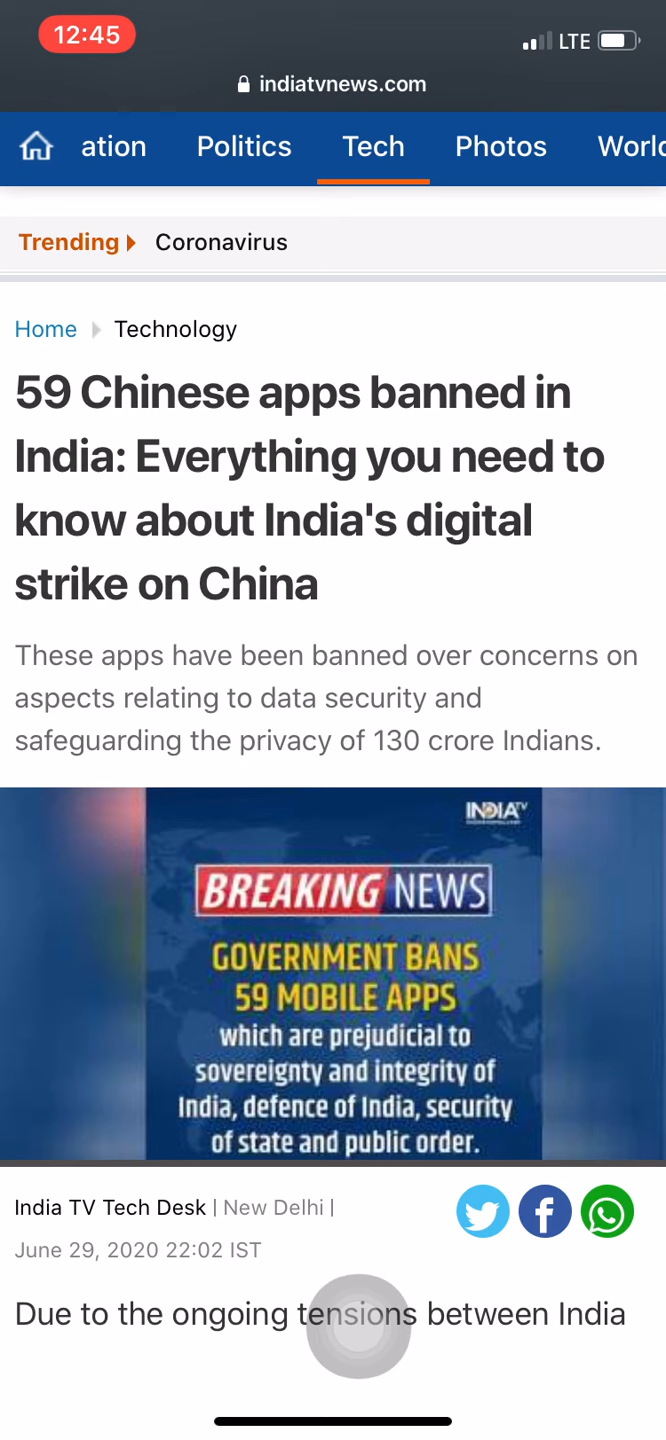 12:45
LTE
indiatvnews.com
ation Politics Tech Photos World
Trending Coronavirus
Home Technology
59 Chinese apps banned in
India: Everything you need to
know about India's digital
strike on China
These apps have been banned over concerns on
aspects relating to data security and
safeguarding the privacy of 130 crore Indians.
INDIA TV
BREAKING NEWS
GOVERNMENT BANS
59 MOBILE APPS
which are prejudicial to
sovereignty and integrity of
India, defence of India, security
of state and public order.
India TV Tech Desk | New Delhi |
June 29, 2020 22:02 IST
Due to the ongoing tensions between India